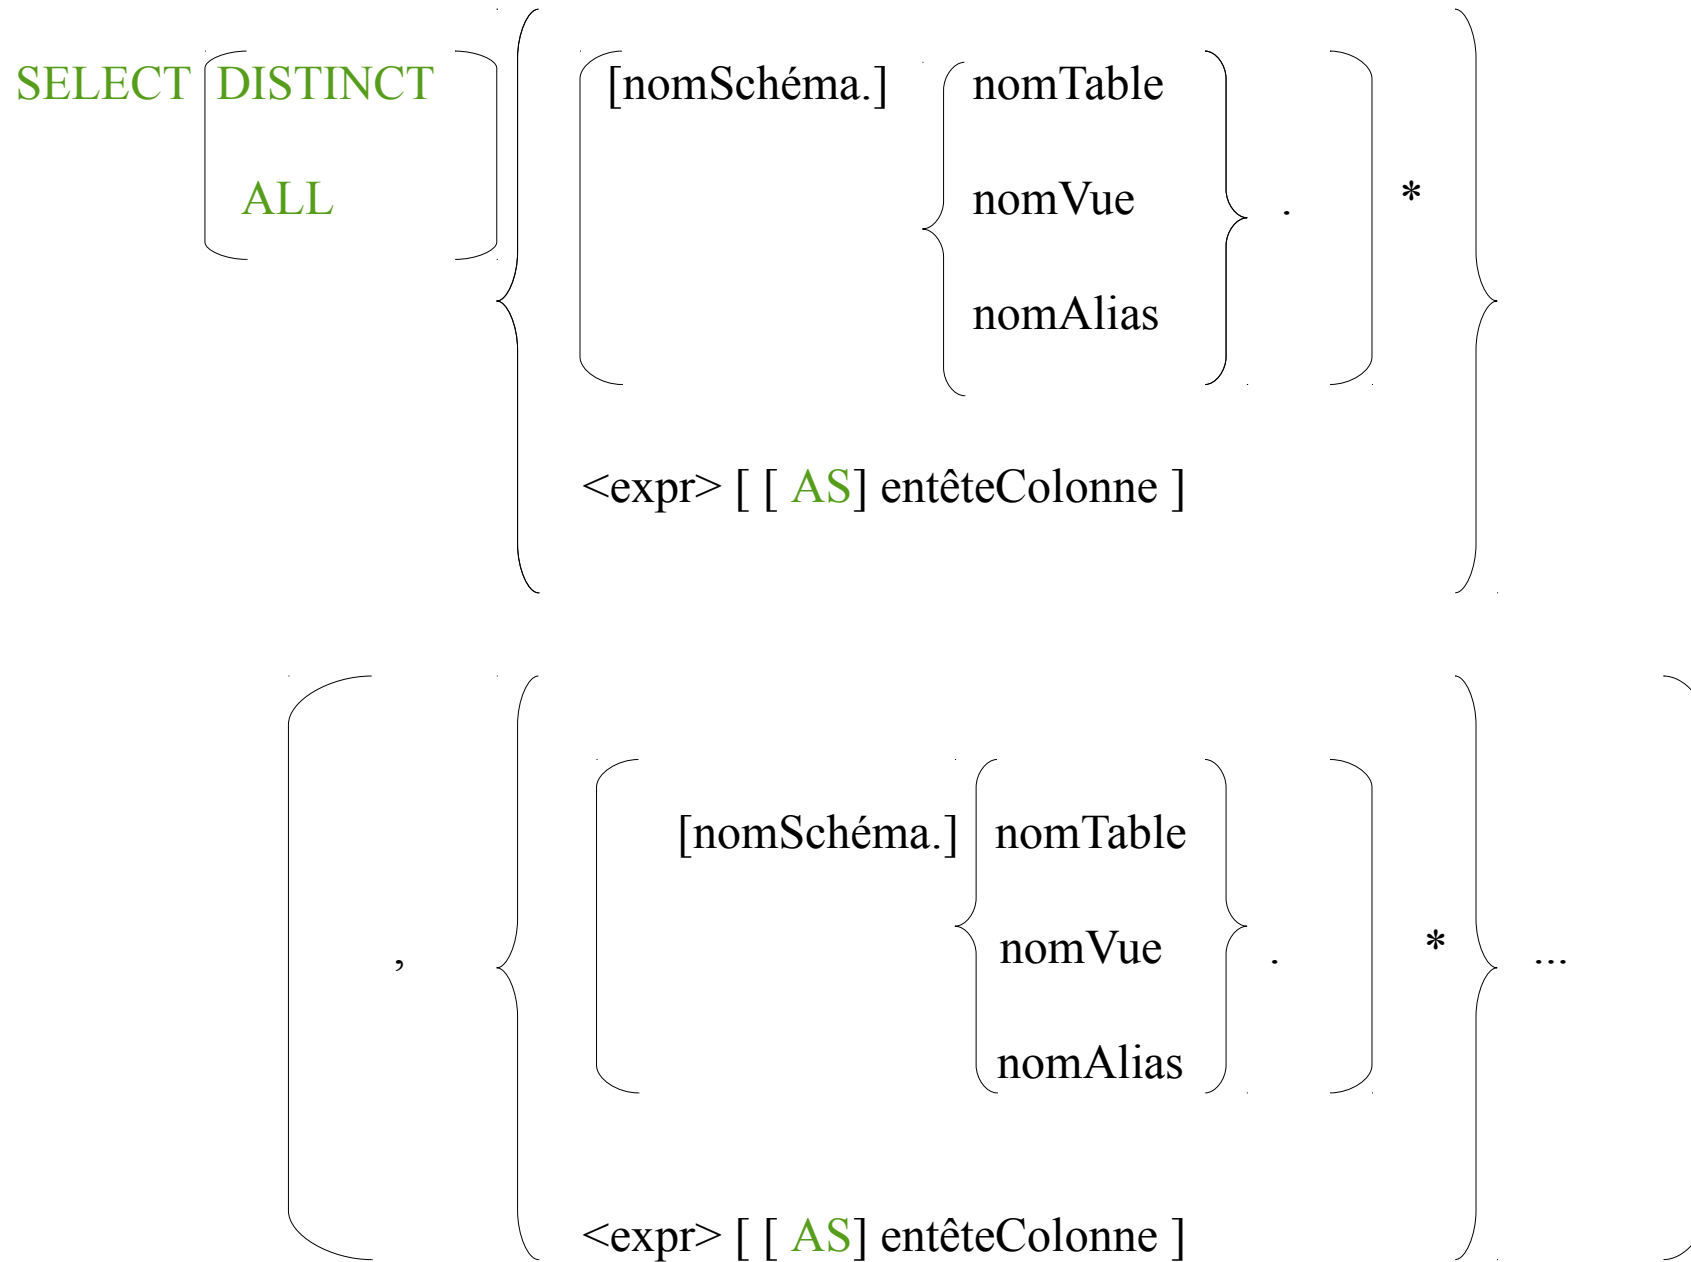 SELECT DISTINCT [nomSchéma.] nomTable
ALL nomVue . *
nomAlias
<expr> [ [ AS] entêteColonne ]
[nomSchéma.] nomTable
, nomVue . * ...
nomAlias
<expr> [ [ AS] entêteColonne ]